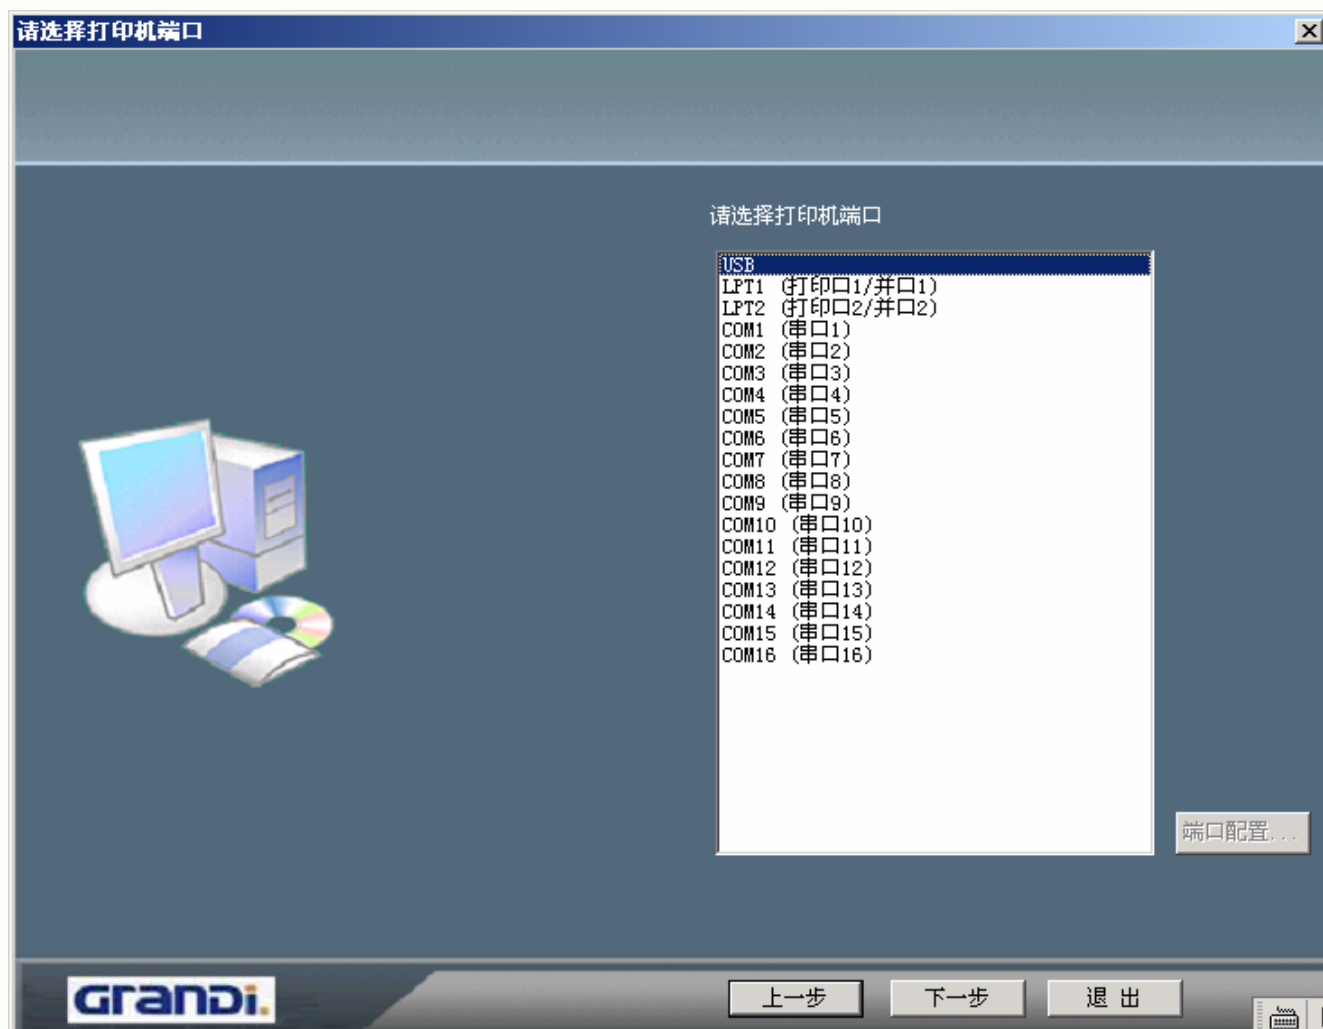 请选择打印机端口
请选择打印机端口
USB
LPT1 (打印口1/并口1)
LPT2 (打印口2/并口2)
COM1 (串口1)
COM2 (串口2)
COM3 (串口3)
COM4 (串口4)
COM5 (串口5)
COM6 (串口6)
COM7 (串口7)
COM8 (串口8)
COM9 (串口9)
COM10 (串口10)
COM11 (串口11)
COM12 (串口12)
COM13 (串口13)
COM14 (串口14)
COM15 (串口15)
COM16 (串口16)
端口配置...
GranDi.
上一步 下一步 退 出